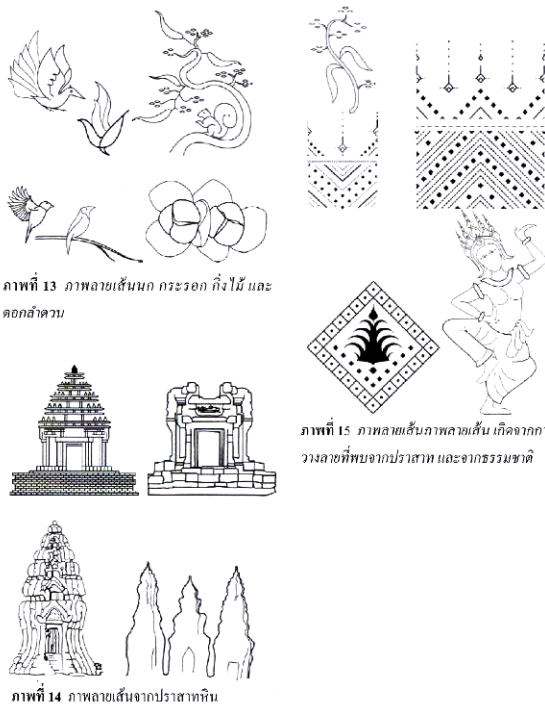 ภาพที่ 13 ภาพลายเส้นนก กระรอก กิ่งไม้ และ
ดอกลำดวน
ภาพที่ 14 ภาพลายเส้นจากปราสาทหิน
ภาพที่ 15 ภาพลายเส้นภาพลายเส้น เกิดจากกา
วางลายที่พบจากปราสาท และจากธรรมชาติ